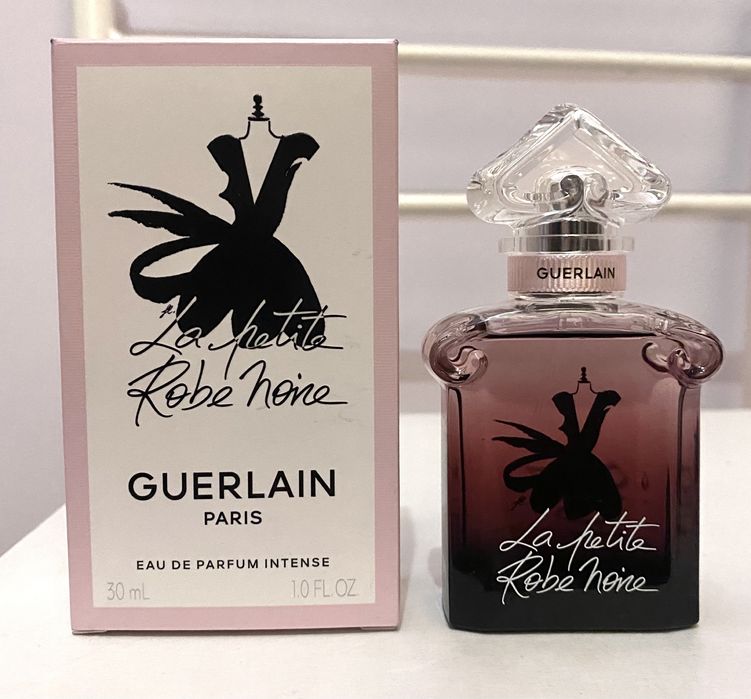 La petite
Robe Noire
GUERLAIN
PARIS
EAU DE PARFUM INTENSE
30 mL 1.0 FL.OZ
GUERLAIN
La petite
Robe Noire